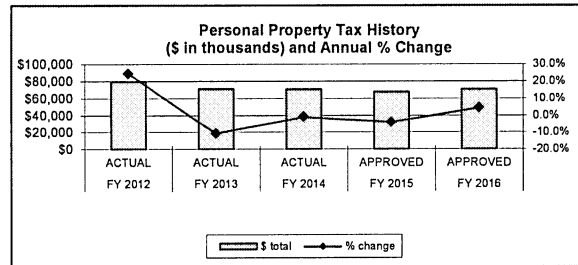 Personal Property Tax History
($ in thousands) and Annual % Change
$100,000
$80,000
$60,000
$40,000
$20,000
$0
30.0%
20.0%
10.0%
0.0%
-10.0%
-20.0%
ACTUAL ACTUAL ACTUAL APPROVED APPROVED
FY 2012 FY 2013 FY 2014 FY 2015 FY 2016
$ total % change